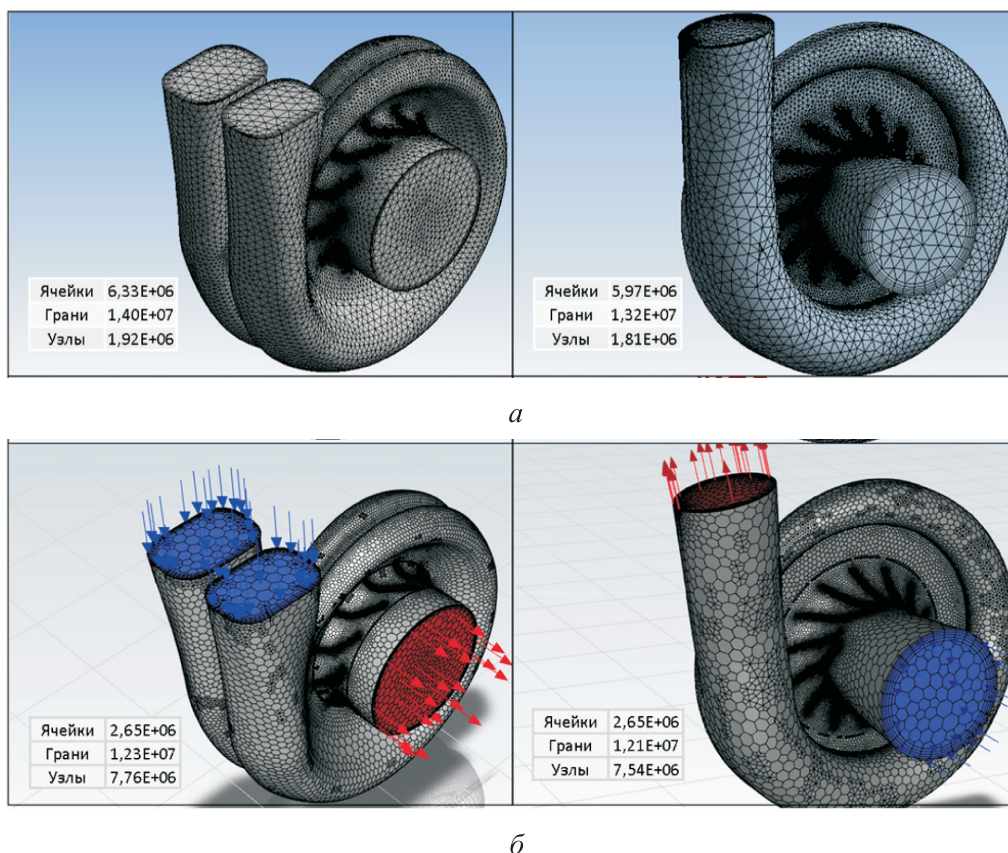 Ячейки 6,33E+06
Грани 1,40E+07
Узлы 1,92E+06
Ячейки 5,97E+06
Грани 1,32E+07
Узлы 1,81E+06
а
Ячейки 2,65E+06
Грани 1,23E+07
Узлы 7,76E+06
Ячейки 2,65E+06
Грани 1,21E+07
Узлы 7,54E+06
б